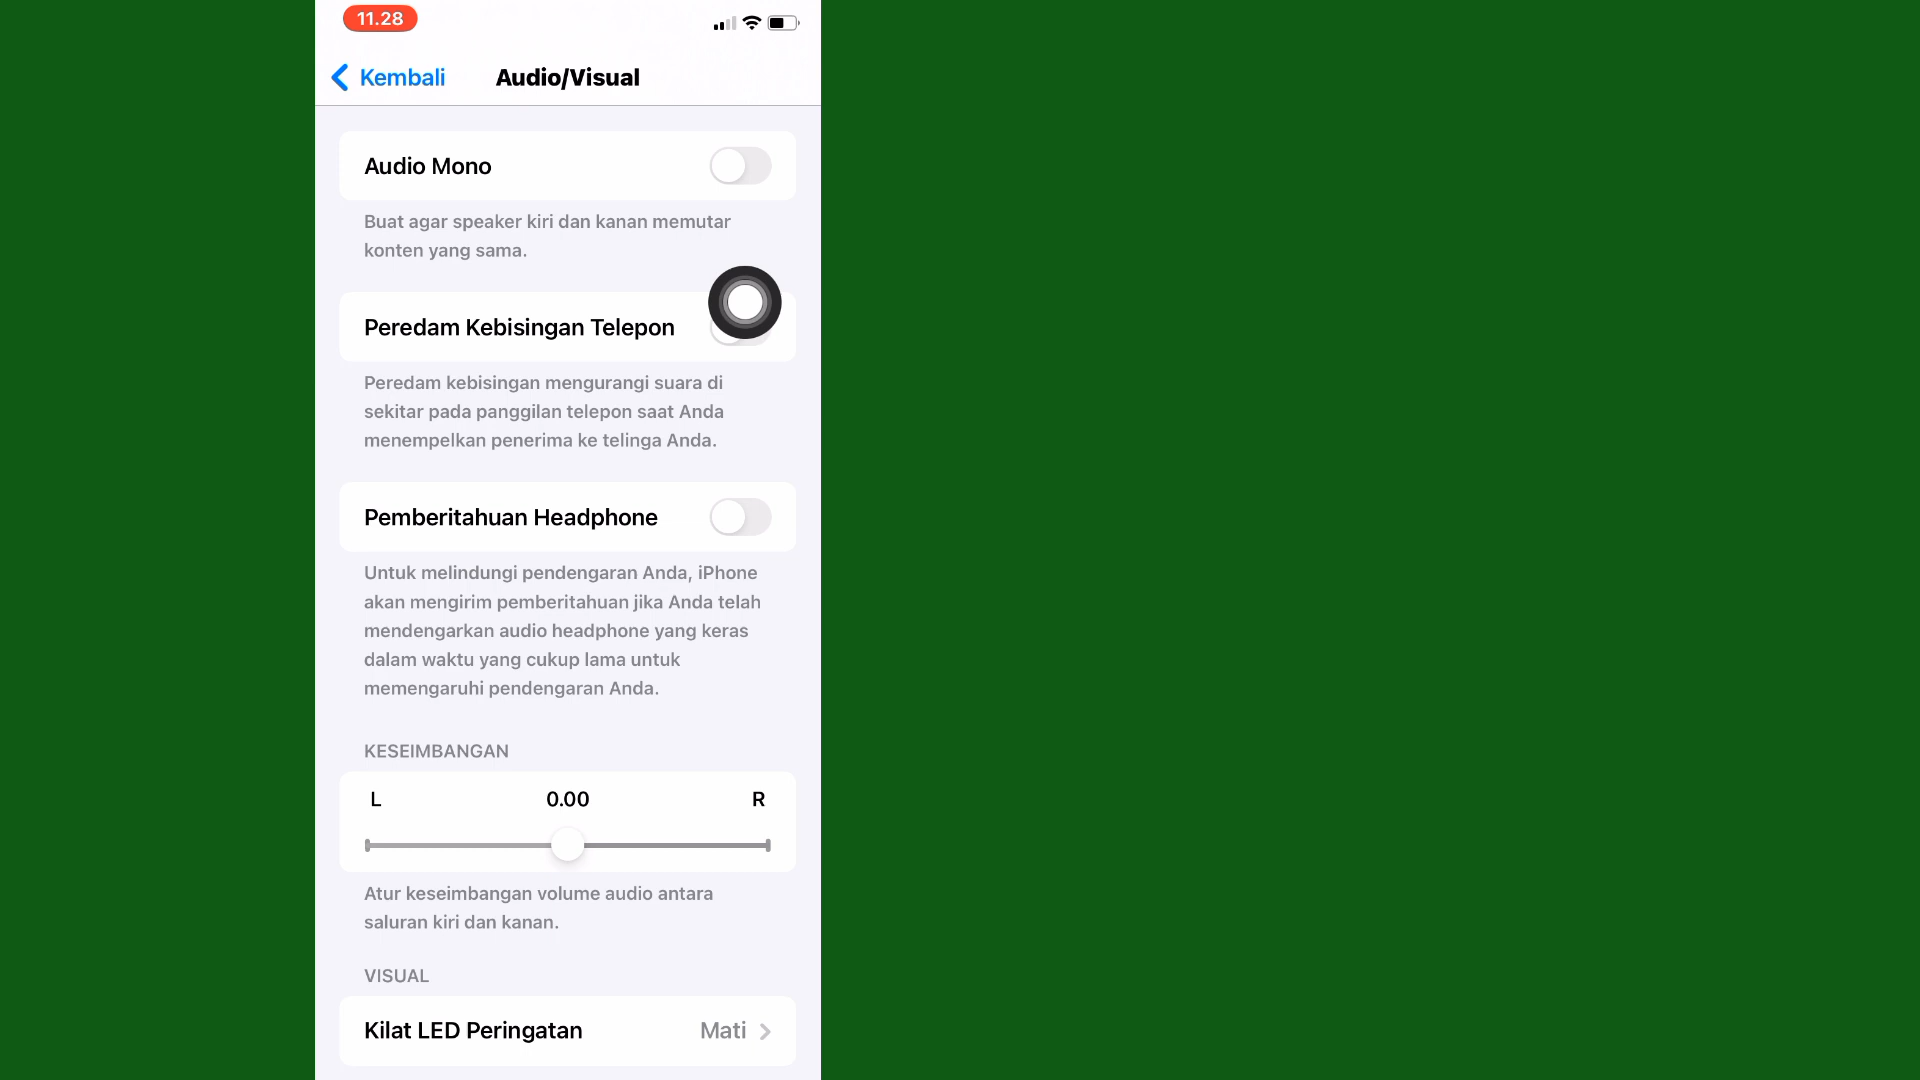 11.28
Kembali
Audio/Visual
Audio Mono
Buat agar speaker kiri dan kanan memutar
konten yang sama.
Peredam Kebisingan Telepon
Peredam kebisingan mengurangi suara di
sekitar pada panggilan telepon saat Anda
menempelkan penerima ke telinga Anda.
Pemberitahuan Headphone
Untuk melindungi pendengaran Anda, iPhone
akan mengirim pemberitahuan jika Anda telah
mendengarkan audio headphone yang keras
dalam waktu yang cukup lama untuk
memengaruhi pendengaran Anda.
KESEIMBANGAN
L 0.00 R
Atur keseimbangan volume audio antara
saluran kiri dan kanan.
VISUAL
Kilat LED Peringatan Mati